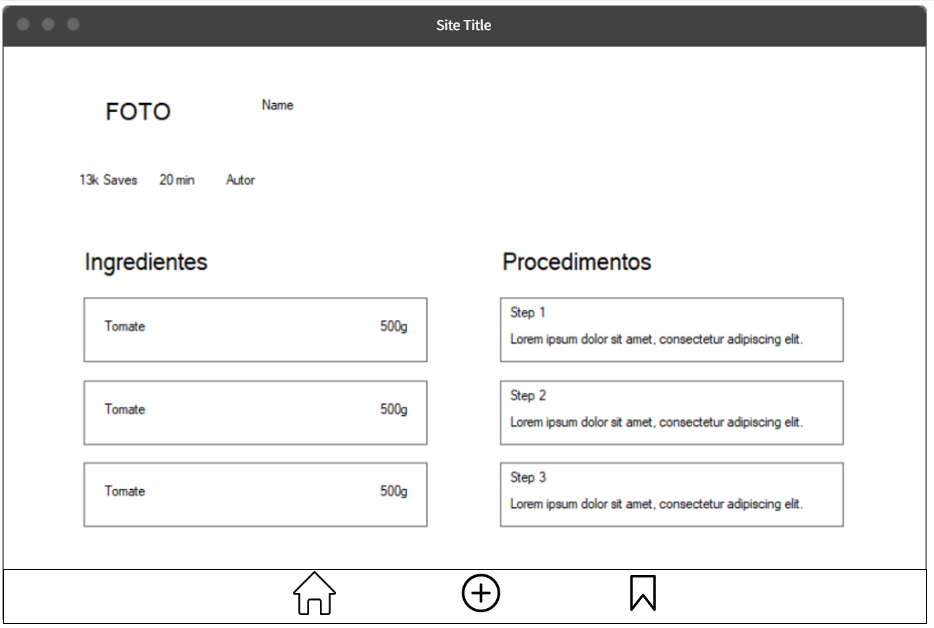 Site Title
FOTO
Name
13k Saves 20 min Autor
Ingredientes
Tomate 500g
Tomate 500g
Tomate 500g
Procedimentos
Step 1
Lorem ipsum dolor sit amet, consectetur adipiscing elit.
Step 2
Lorem ipsum dolor sit amet, consectetur adipiscing elit.
Step 3
Lorem ipsum dolor sit amet, consectetur adipiscing elit.